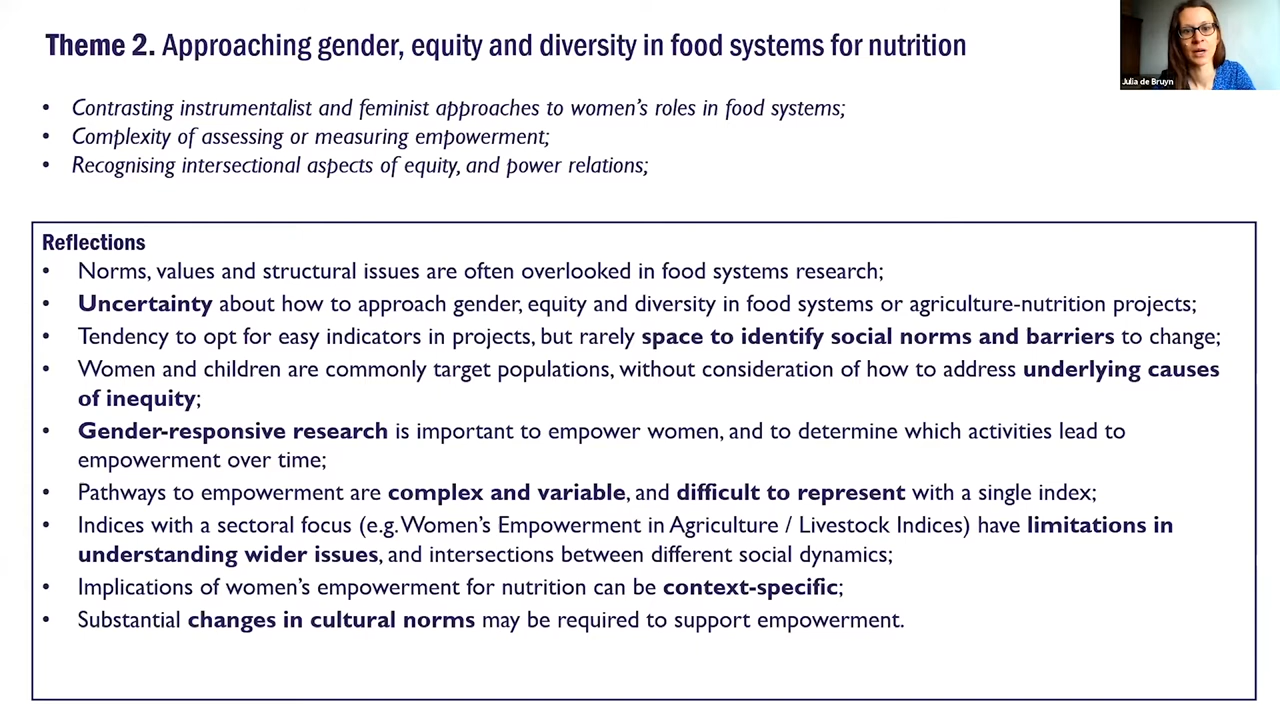 Theme 2. Approaching gender, equity and diversity in food systems for nutrition
Julia de Bruyn
• Contrasting instrumentalist and feminist approaches to women's roles in food systems;
• Complexity of assessing or measuring empowerment;
• Recognising intersectional aspects of equity, and power relations;
Reflections
• Norms, values and structural issues are often overlooked in food systems research;
• Uncertainty about how to approach gender, equity and diversity in food systems or agriculture-nutrition projects;
• Tendency to opt for easy indicators in projects, but rarely space to identify social norms and barriers to change;
• Women and children are commonly target populations, without consideration of how to address underlying causes
of inequity;
• Gender-responsive research is important to empower women, and to determine which activities lead to
empowerment over time;
• Pathways to empowerment are complex and variable, and difficult to represent with a single index;
• Indices with a sectoral focus (e.g. Women's Empowerment in Agriculture / Livestock Indices) have limitations in
understanding wider issues, and intersections between different social dynamics;
• Implications of women's empowerment for nutrition can be context-specific;
• Substantial changes in cultural norms may be required to support empowerment.